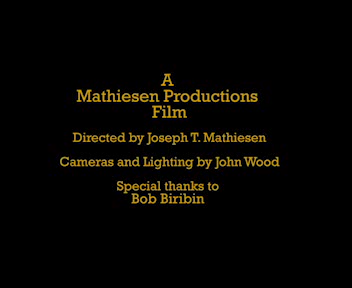 A
Mathiesen Productions
Film
Directed by Joseph T. Mathiesen
Cameras and Lighting by John Wood
Special thanks to
Bob Biribin